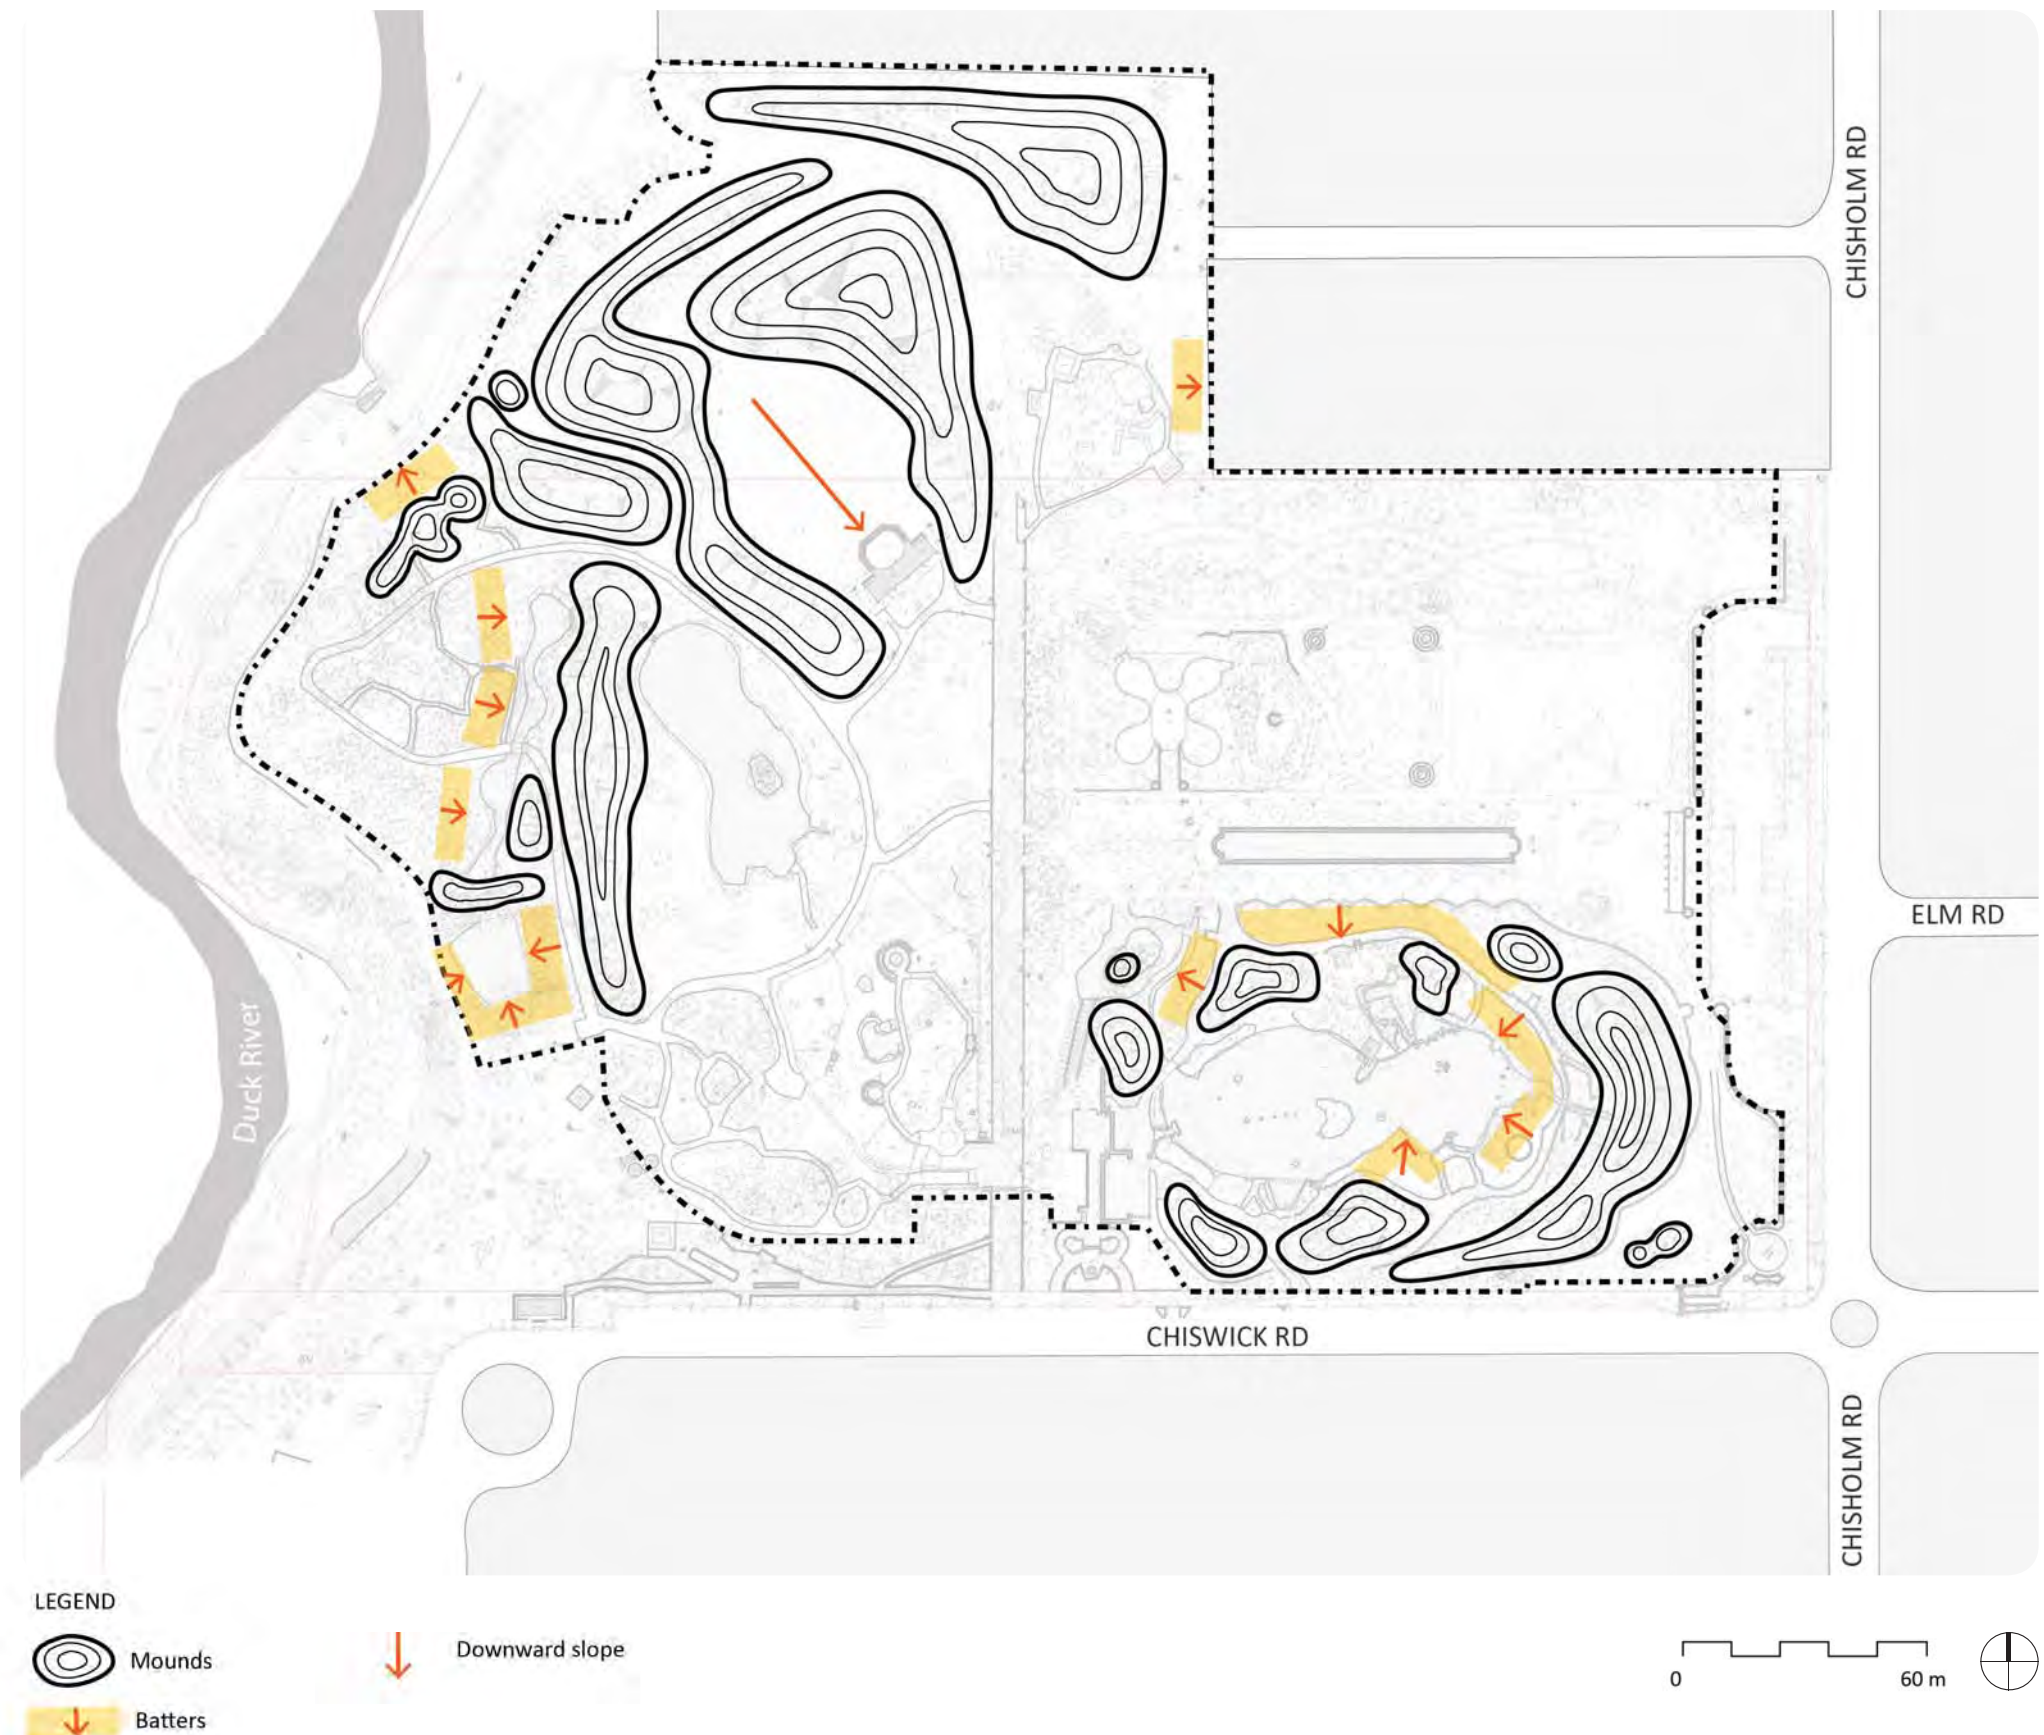 CHISHOLM RD
ELM RD
Duck River
CHISWICK RD
CHISHOLM RD
LEGEND
Mounds
Downward slope
Batters
0
60 m